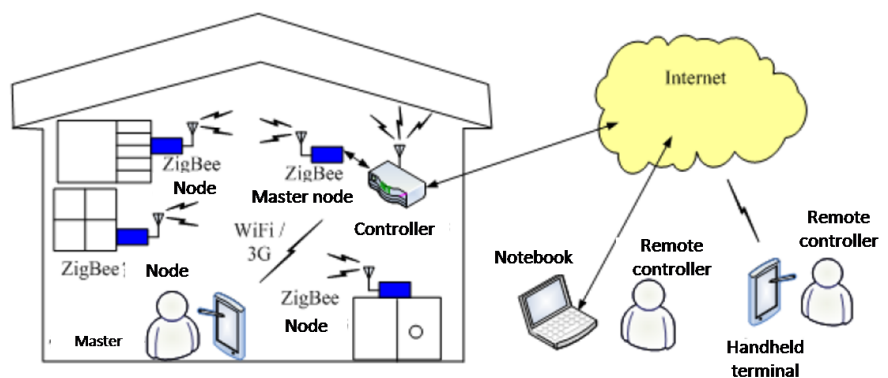 Internet
ZigBee
Node
ZigBee
Master node
Controller
WiFi /
3G
ZigBee
Node
ZigBee
Node
Master
Notebook
Remote
controller
Remote
controller
Handheld
terminal